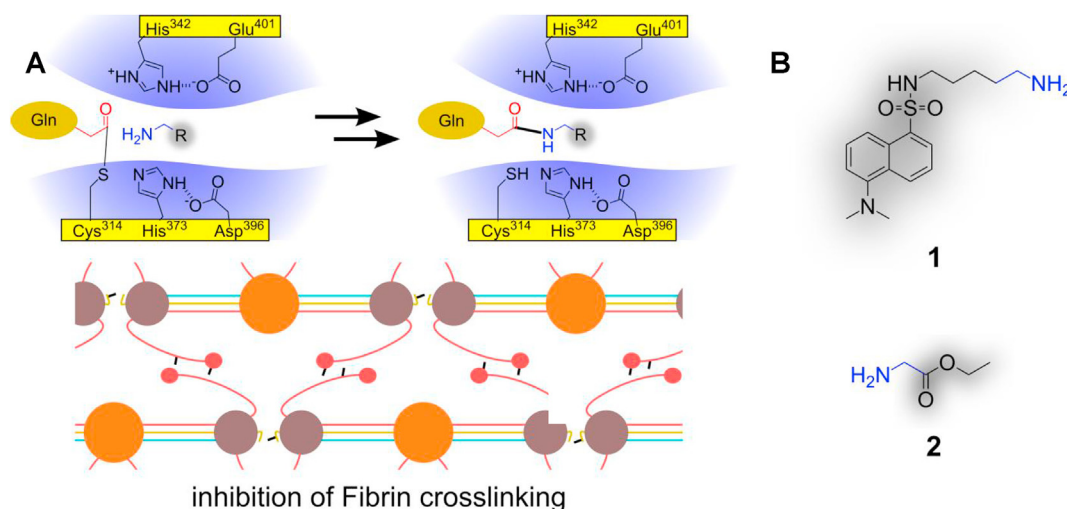 A
His³⁴² Glu⁴⁰¹
+HN NH O⁻ O
Gln O H₂N R
S N NH O O
Cys³¹⁴ His³⁷³ Asp³⁹⁶
His³⁴² Glu⁴⁰¹
+HN NH O⁻ O
Gln O N H R
SH N NH O O
Cys³¹⁴ His³⁷³ Asp³⁹⁶
inhibition of Fibrin crosslinking
B
HN NH₂
O=S=O
N
1
H₂N O
O
2